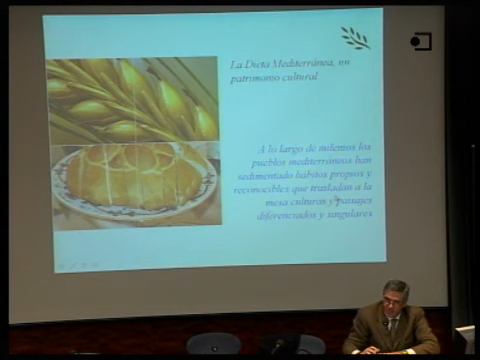 La Dieta Mediterránea, un
patrimonio cultural
A lo largo de milenios los
pueblos mediterráneos han
sedimentado hábitos propios y
reconocibles que trasladan a la
mesa culturas y paisajes
diferenciados y singulares